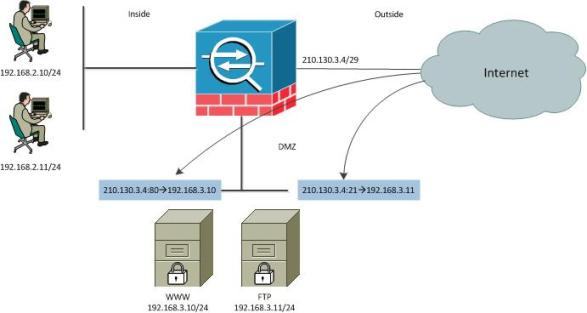 Inside
Outside
192.168.2.10/24
210.130.3.4/29
Internet
192.168.2.11/24
DMZ
210.130.3.4:80→192.168.3.10
210.130.3.4:21→192.168.3.11
WWW
192.168.3.10/24
FTP
192.168.3.11/24